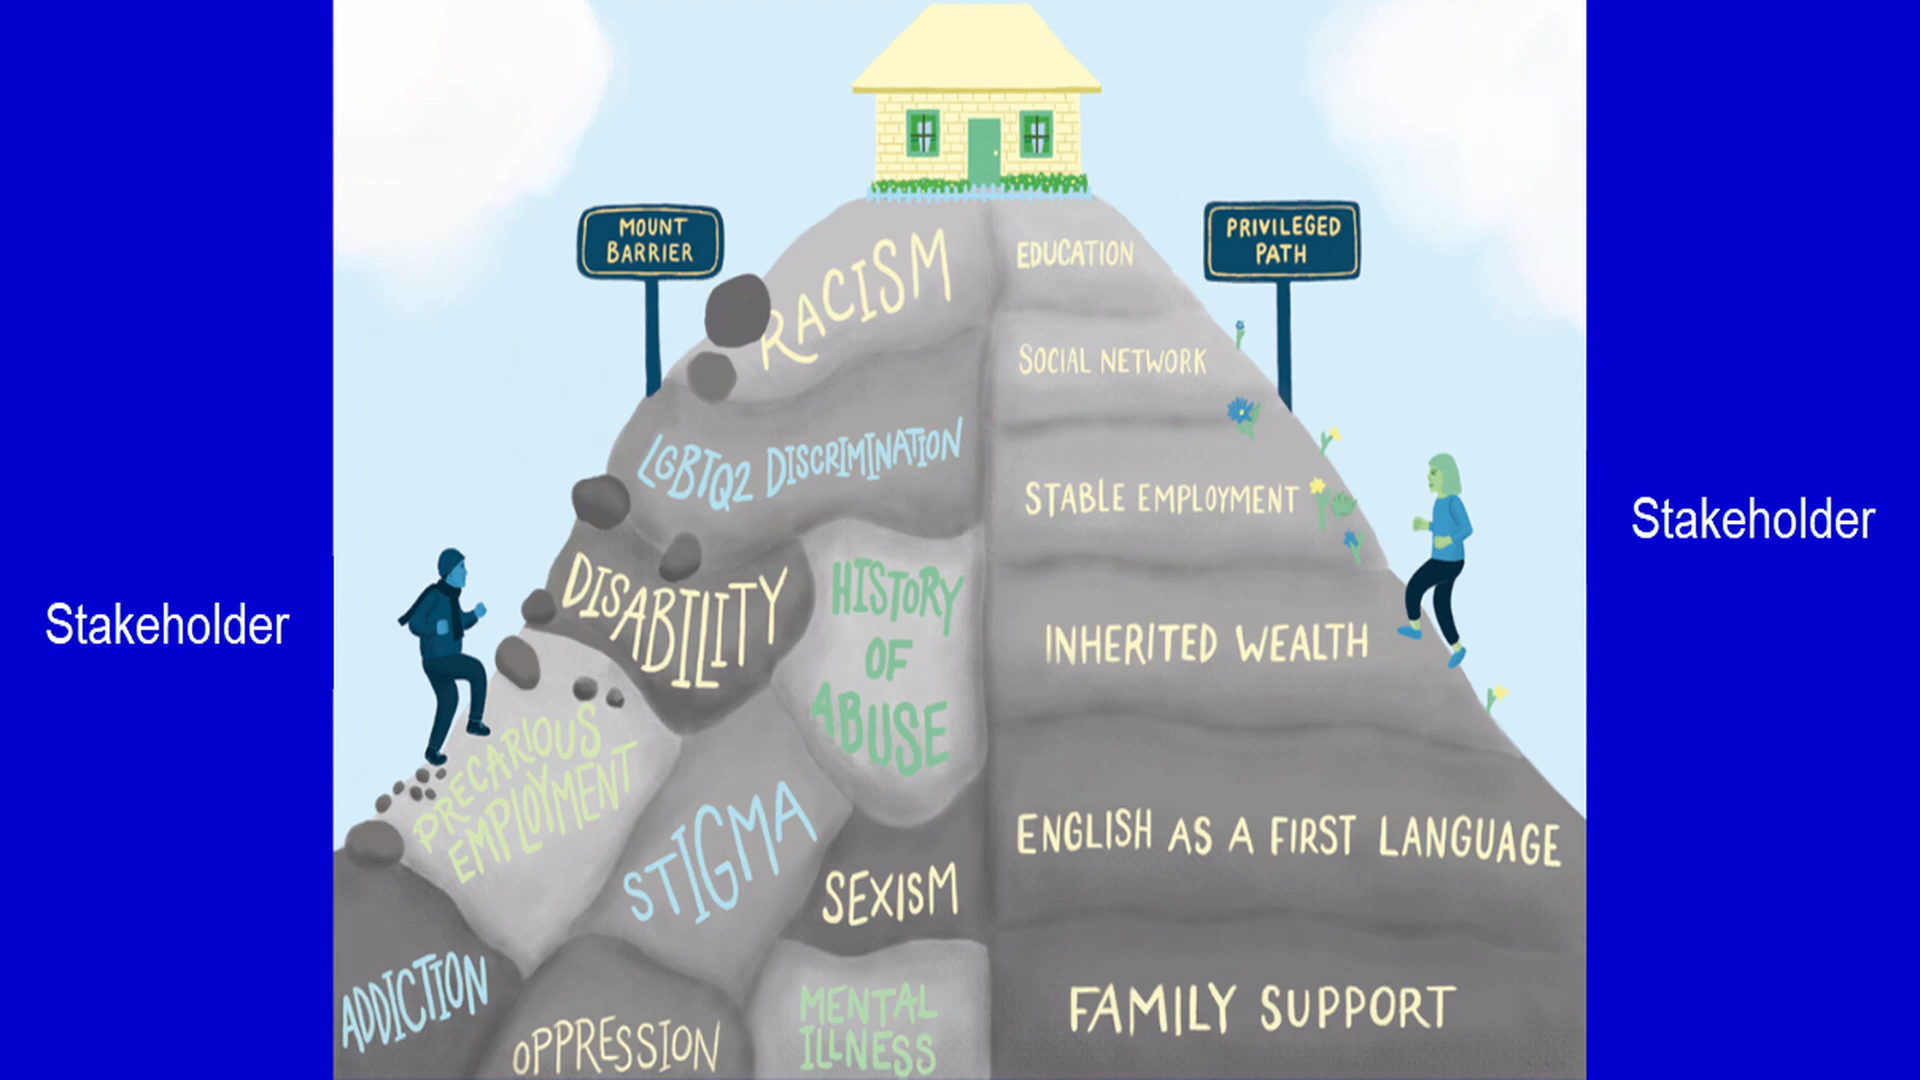 MOUNT
BARRIER
PRIVILEGED
PATH
RACISM
LGBTQ2 DISCRIMINATION
DISABILITY
HISTORY
OF
ABUSE
PRECARIOUS
EMPLOYMENT
STIGMA
SEXISM
ADDICTION
OPPRESSION
MENTAL
ILLNESS
EDUCATION
SOCIAL NETWORK
STABLE EMPLOYMENT
INHERITED WEALTH
ENGLISH AS A FIRST LANGUAGE
FAMILY SUPPORT
Stakeholder
Stakeholder